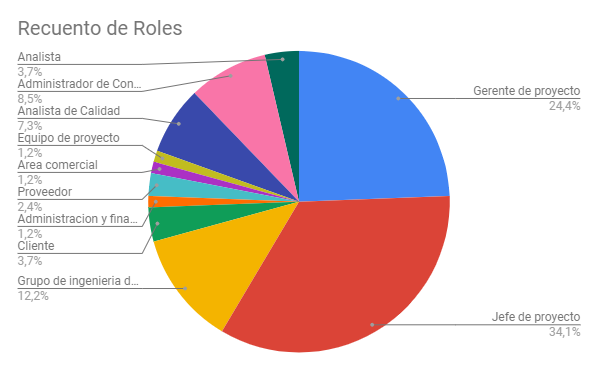 Recuento de Roles
Analista
3,7%
Administrador de Con...
8,5%
Analista de Calidad
7,3%
Equipo de proyecto
1,2%
Area comercial
1,2%
Proveedor
2,4%
Administracion y fina...
1,2%
Cliente
3,7%
Grupo de ingenieria d...
12,2%
Gerente de proyecto
24,4%
Jefe de proyecto
34,1%